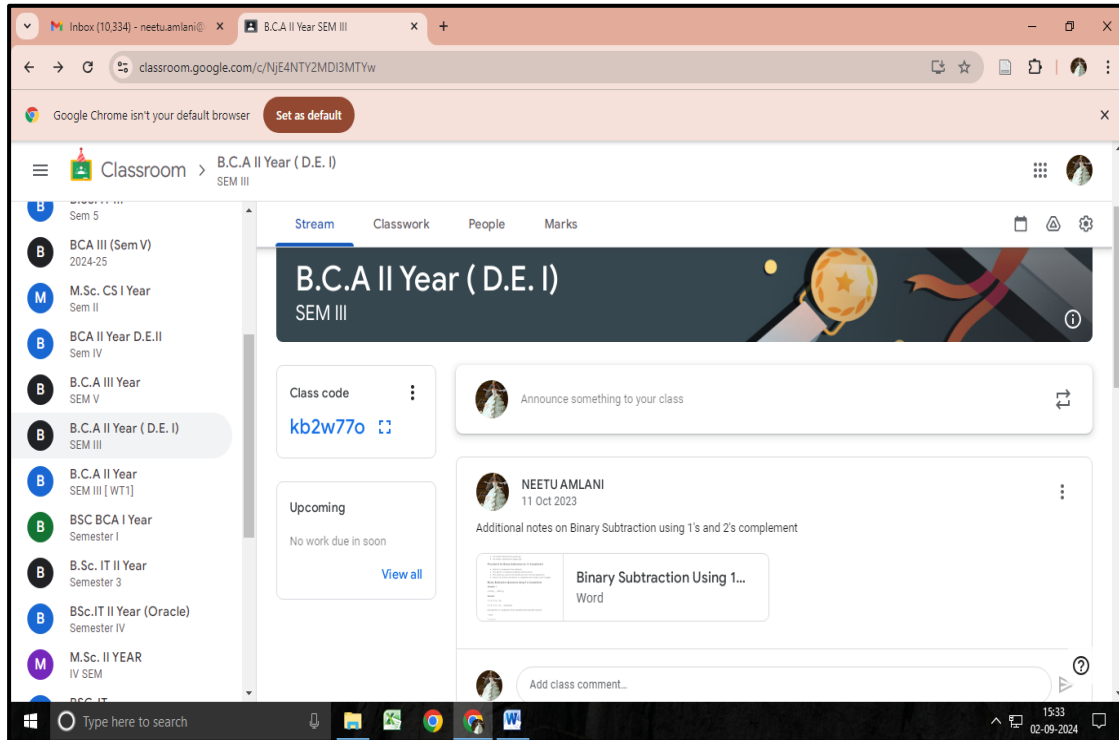 Inbox (10,334) - neetu.amlani@
B.C.A II Year SEM III
classroom.google.com/c/NjE4NTY2MDI3MTYw
Google Chrome isn't your default browser
Set as default
Classroom > B.C.A II Year ( D.E. I)
SEM III
Sem 5
BCA III (Sem V)
2024-25
M.Sc. CS I Year
Sem II
BCA II Year D.E.II
Sem IV
B.C.A III Year
SEM V
B.C.A II Year ( D.E. I)
SEM III
B.C.A II Year
SEM III [ WT1]
BSC BCA I Year
Semester I
B.Sc. IT II Year
Semester 3
BSc.IT II Year (Oracle)
Semester IV
M.Sc. II YEAR
IV SEM
Stream Classwork People Marks
B.C.A II Year ( D.E. I)
SEM III
Class code
kb2w77o
Upcoming
No work due in soon
View all
Announce something to your class
NEETU AMLANI
11 Oct 2023
Additional notes on Binary Subtraction using 1's and 2's complement
Binary Subtraction Using 1...
Word
Add class comment...
Type here to search
15:33
02-09-2024